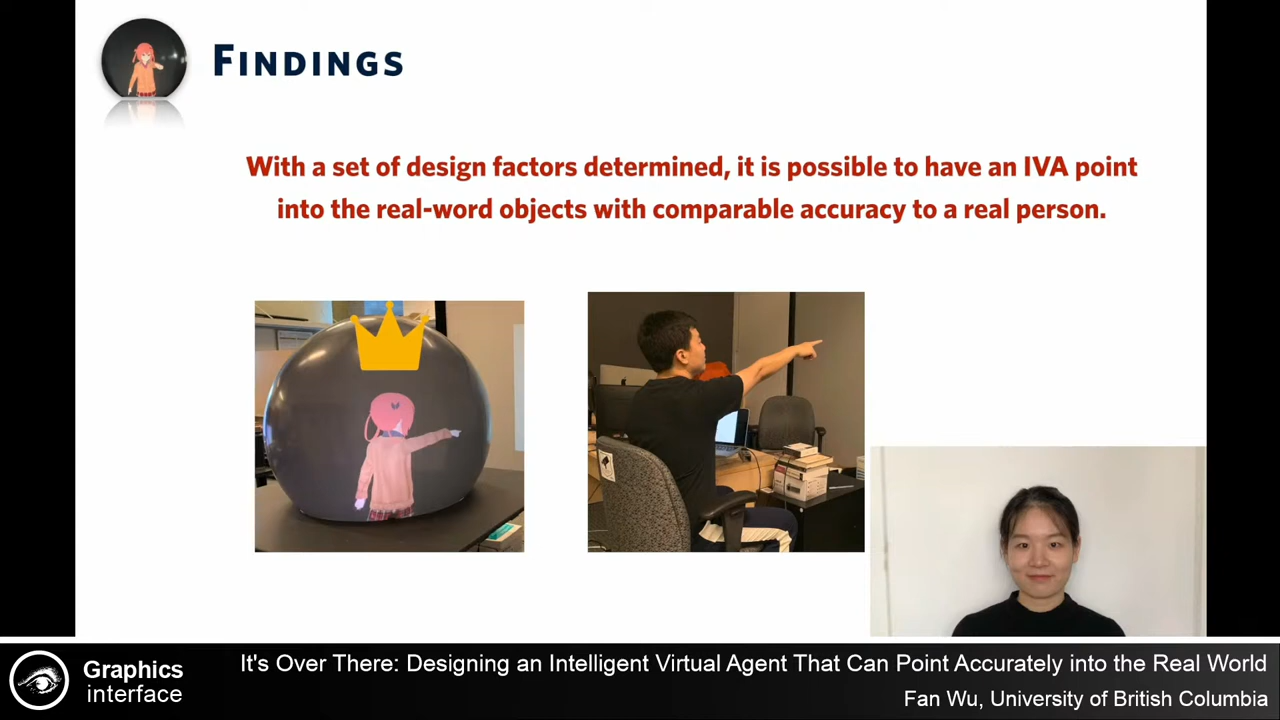 FINDINGS
With a set of design factors determined, it is possible to have an IVA point
into the real-word objects with comparable accuracy to a real person.
Graphics
interface
It's Over There: Designing an Intelligent Virtual Agent That Can Point Accurately into the Real World
Fan Wu, University of British Columbia